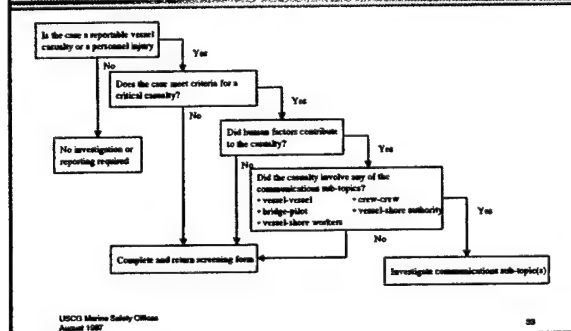 Is the case a reportable vessel
casualty or a personnel injury
Yes
No
Does the case meet criteria for a
critical casualty?
Yes
No
No investigation or
reporting required
Did human factors contribute
to the casualty?
Yes
No
Did the casualty involve any of the
communications sub-topics?
• vessel-vessel • crew-crew
• bridge-pilot • vessel-shore authority
• vessel-shore workers
Yes
No
Complete and return screening form
Investigate communications sub-topic(s)
USCG Marine Safety Offices
August 1997